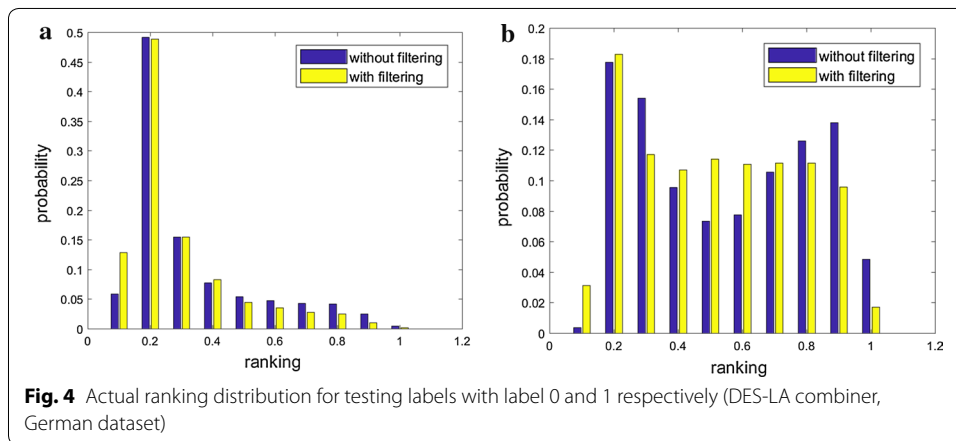 a
0.5
0.45
0.4
0.35
0.3
0.25
0.2
0.15
0.1
0.05
0
probability
without filtering
with filtering
0 0.2 0.4 0.6 0.8 1 1.2
ranking
b
0.2
0.18
0.16
0.14
0.12
0.1
0.08
0.06
0.04
0.02
0
probability
without filtering
with filtering
0 0.2 0.4 0.6 0.8 1 1.2
ranking
Fig. 4 Actual ranking distribution for testing labels with label 0 and 1 respectively (DES-LA combiner,
German dataset)